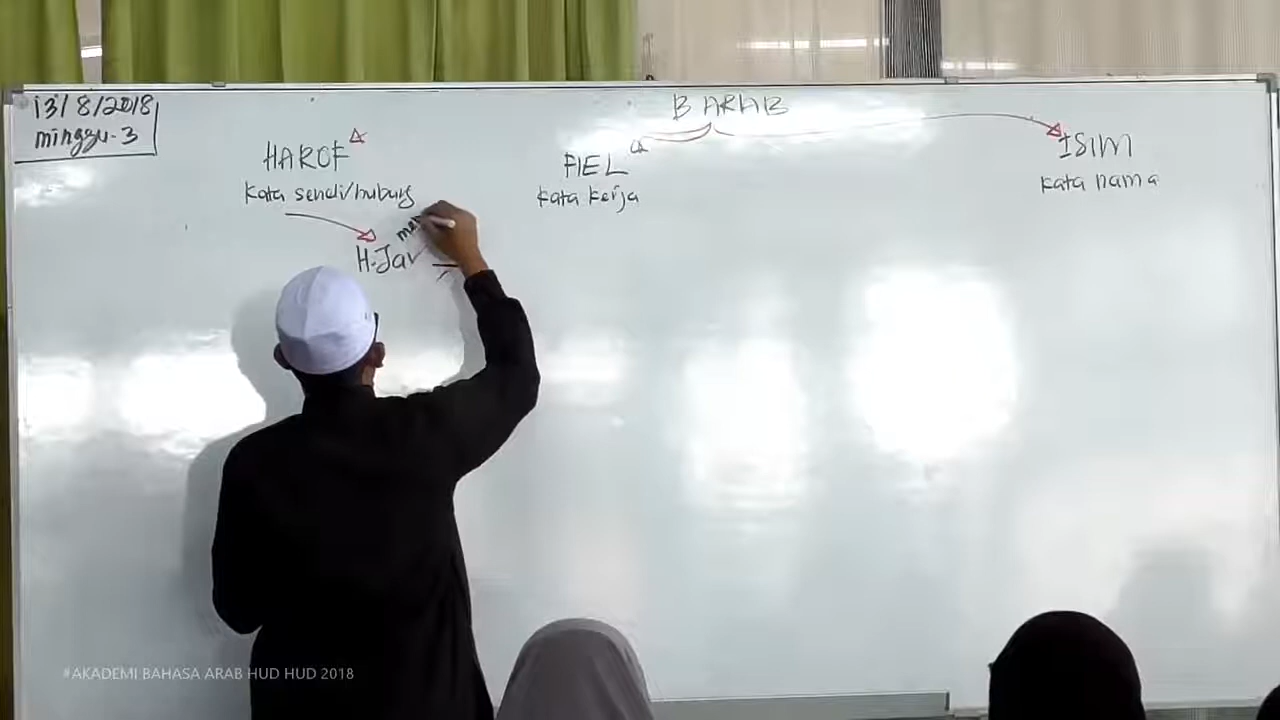 13/8/2018
minggu-3
B ARAB
HAROF
kata sendi/hubung
FIEL
kata kerja
ISIM
kata nama
H.Jar
#AKADEMI BAHASA ARAB HUD HUD 2018